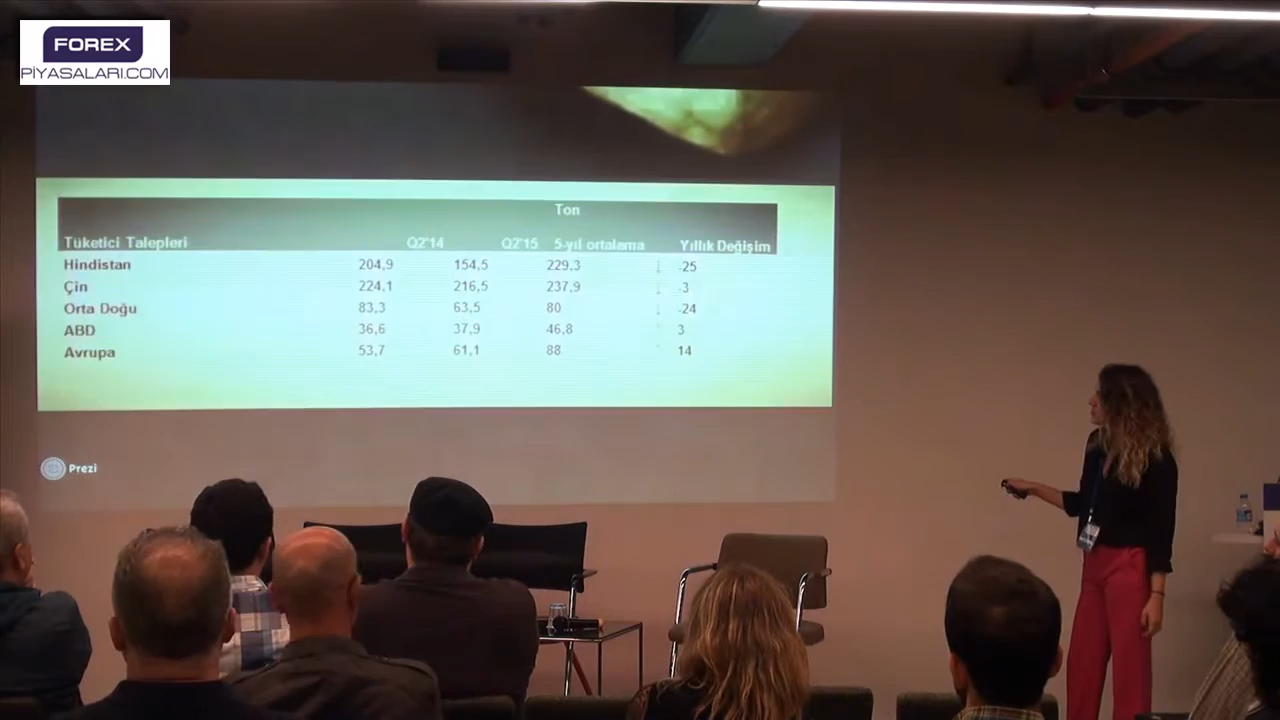 FOREX
PİYASALARI.COM
Ton
Tüketici Talepleri Q2'14 Q2'15 5-yıl ortalama Yıllık Değişim
Hindistan 204,9 154,5 229,3 ↓ -25
Çin 224,1 216,5 237,9 ↓ -3
Orta Doğu 83,3 63,5 80 ↓ -24
ABD 36,6 37,9 46,8 3
Avrupa 53,7 61,1 88 14
Prezi